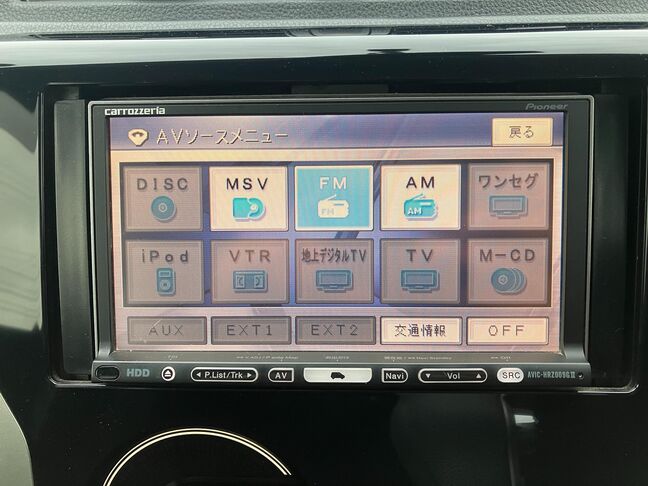 carrozzeria
Pioneer
AVソースメニュー
戻る
DISC
MSV
FM
AM
ワンセグ
FM
AM
iPod
VTR
地上デジタルTV
TV
M-CD
AUX
EXT1
EXT2
交通情報
OFF
HDD
P.List/Trk
AV
Navi
Vol
SRC
AVIC-HRZ009GⅡ